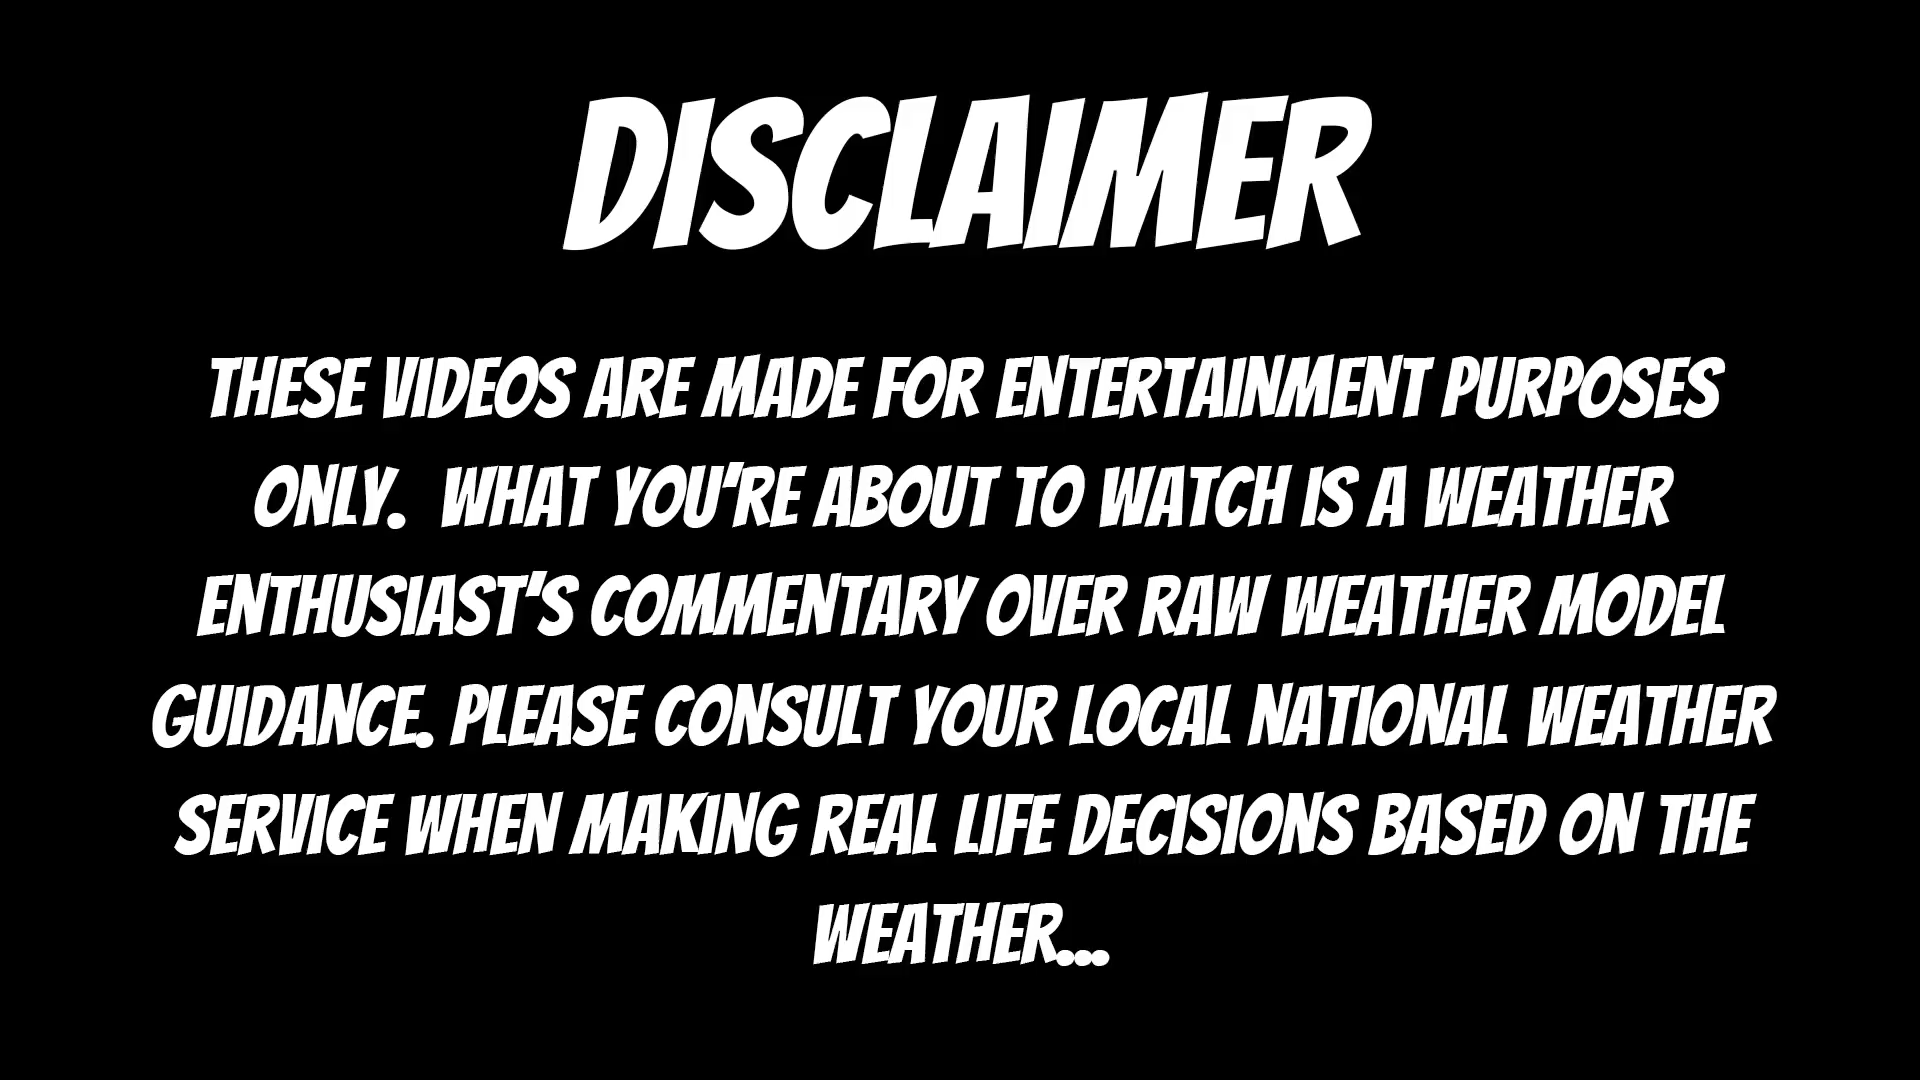 DISCLAIMER
THESE VIDEOS ARE MADE FOR ENTERTAINMENT PURPOSES
ONLY.  WHAT YOU'RE ABOUT TO WATCH IS A WEATHER
ENTHUSIAST'S COMMENTARY OVER RAW WEATHER MODEL
GUIDANCE. PLEASE CONSULT YOUR LOCAL NATIONAL WEATHER
SERVICE WHEN MAKING REAL LIFE DECISIONS BASED ON THE
WEATHER...